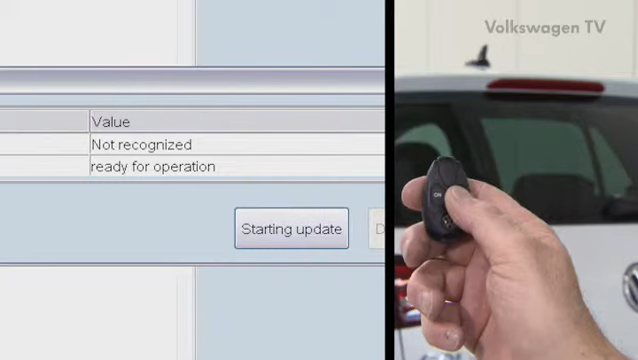 Volkswagen TV
Value
Not recognized
ready for operation
Starting update
D
ON